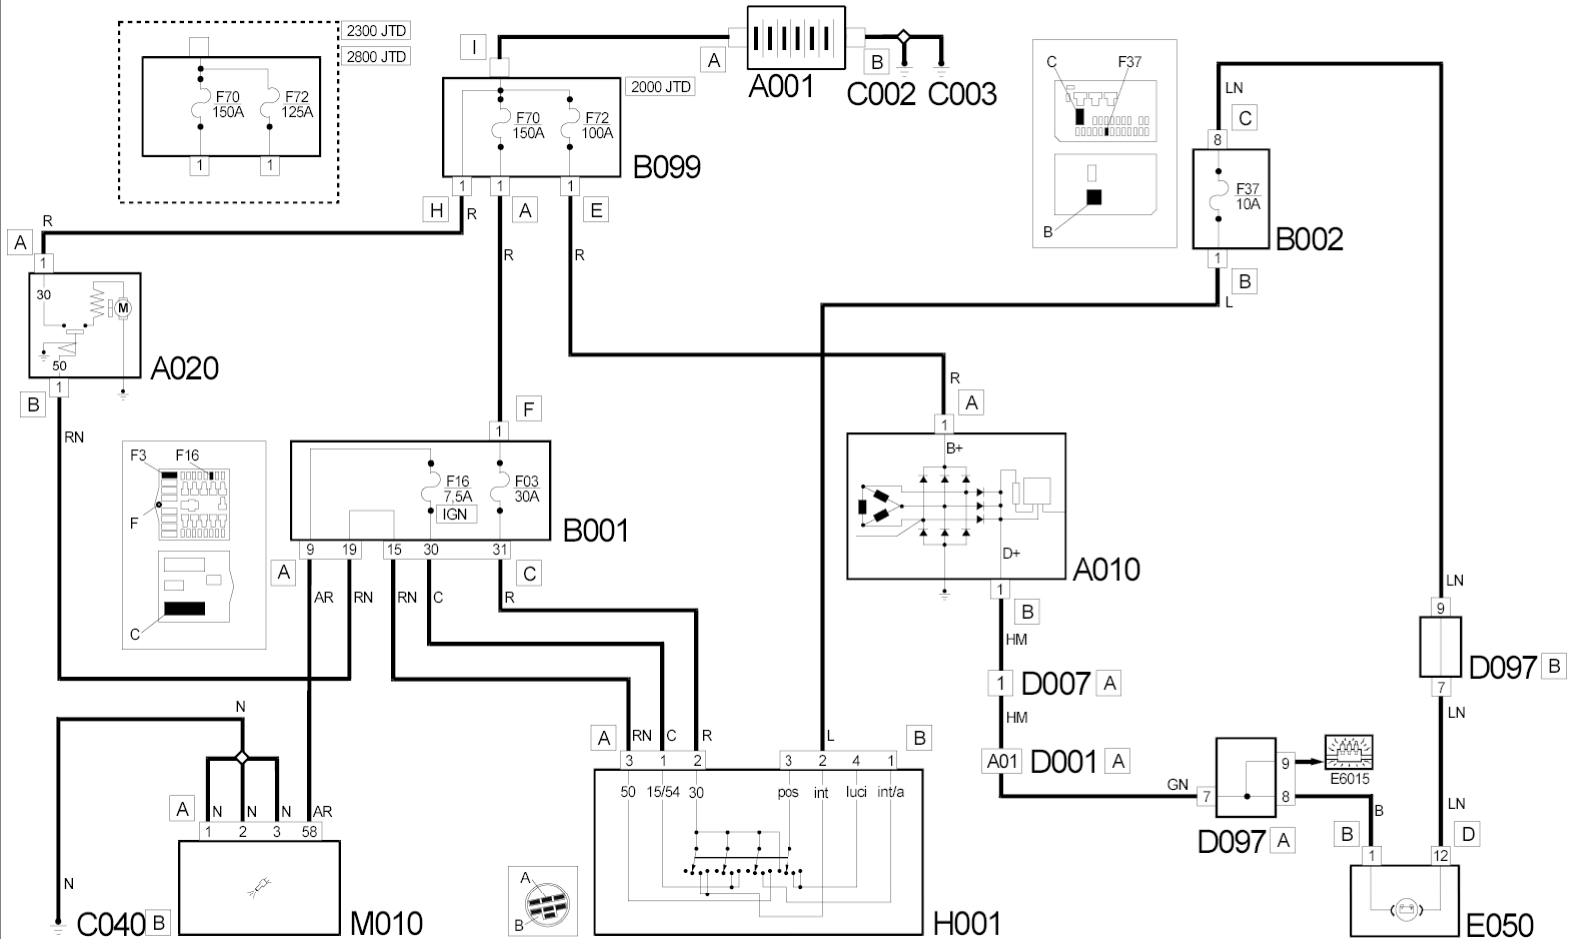 2300 JTD
2800 JTD
F70
150A
F72
125A
1
1
I
A
A001
B
C002
C003
2000 JTD
F70
150A
F72
100A
B099
1
1
1
H
R
A
E
R
R
C
F37
B
LN
C
8
F37
10A
B002
1
B
L
R
A
1
30
M
50
A020
1
B
RN
F3
F16
F
C
F
1
F16
7,5A
IGN
F03
30A
B001
9
19
15
30
31
A
C
AR
RN
RN
C
R
R
A
1
B+
D+
A010
1
B
HM
1
D007
A
HM
A01
D001
A
GN
7
9
8
E6015
D097
A
B
LN
9
D097
B
7
LN
LN
B
D
1
12
E050
N
A
N
N
N
AR
1
2
3
58
N
C040
B
M010
A
RN
C
R
L
B
3
1
2
3
2
4
1
50
15/54
30
pos
int
luci
int/a
A
B
H001